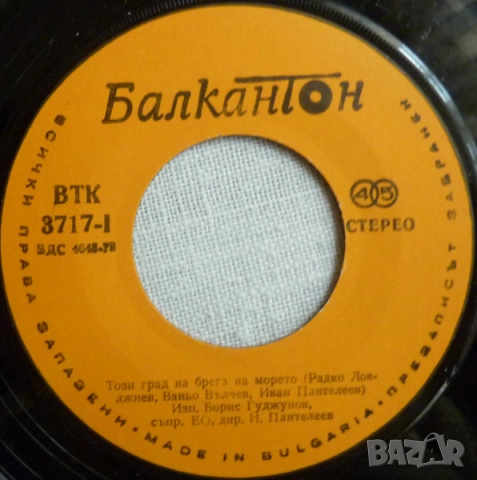 Балкантон
ВТК
3717-I
БДС 4048-78
45
СТЕРЕО
Този град на брега на морето (Радко Лон-
джиев, Ваньо Вълчев, Иван Пантелеев)
Изп. Борис Гуджунов,
съпр. ЕО, дир. И. Пантелеев
ВСИЧКИ ПРАВА ЗАПАЗЕНИ. • MADE IN BULGARIA • ПРЕЗАПИСЪТ ЗАБРАНЕН
BAZAR